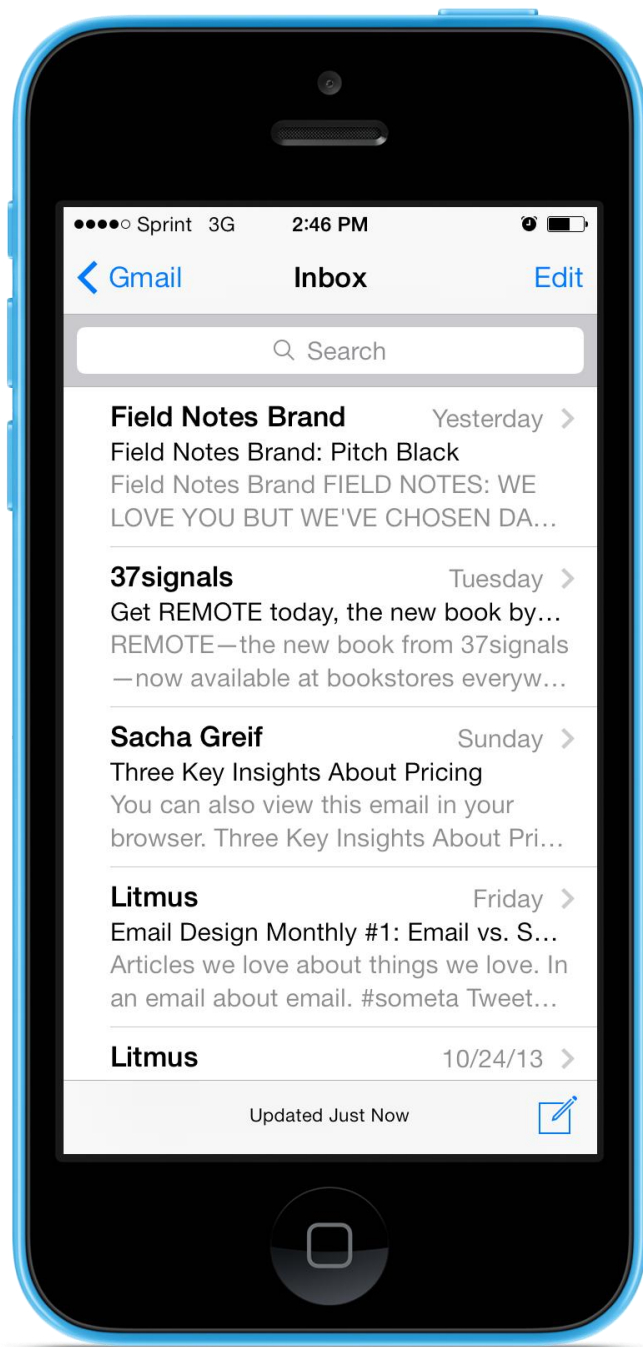 Sprint 3G 2:46 PM
Gmail Inbox Edit
Search
Field Notes Brand Yesterday
Field Notes Brand: Pitch Black
Field Notes Brand FIELD NOTES: WE
LOVE YOU BUT WE'VE CHOSEN DA...
37signals Tuesday
Get REMOTE today, the new book by...
REMOTE—the new book from 37signals
—now available at bookstores everyw...
Sacha Greif Sunday
Three Key Insights About Pricing
You can also view this email in your
browser. Three Key Insights About Pri...
Litmus Friday
Email Design Monthly #1: Email vs. S...
Articles we love about things we love. In
an email about email. #someta Tweet...
Litmus 10/24/13
Updated Just Now